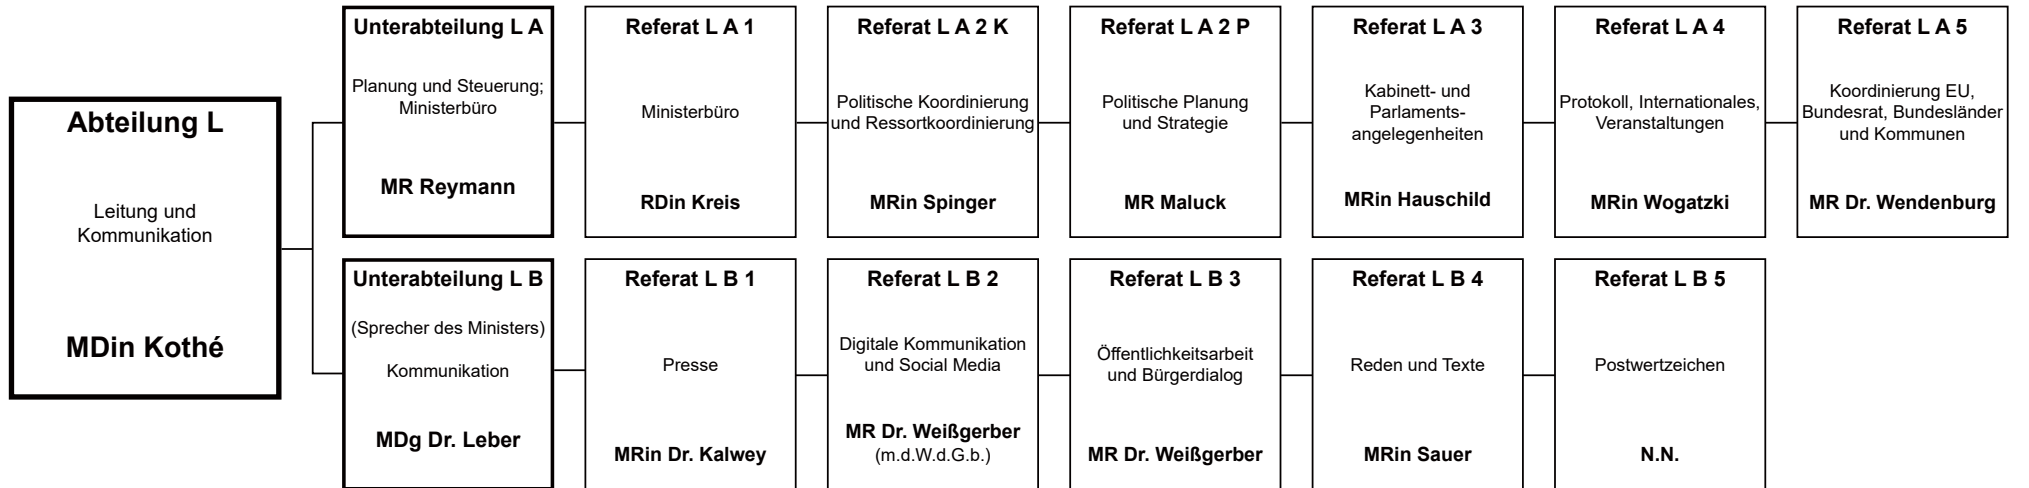 Abteilung L
Leitung und
Kommunikation
MDin Kothé
Unterabteilung L A
Planung und Steuerung;
Ministerbüro
MR Reymann
Referat L A 1
Ministerbüro
RDin Kreis
Referat L A 2 K
Politische Koordinierung
und Ressortkoordinierung
MRin Spinger
Referat L A 2 P
Politische Planung
und Strategie
MR Maluck
Referat L A 3
Kabinett- und
Parlaments-
angelegenheiten
MRin Hauschild
Referat L A 4
Protokoll, Internationales,
Veranstaltungen
MRin Wogatzki
Referat L A 5
Koordinierung EU,
Bundesrat, Bundesländer
und Kommunen
MR Dr. Wendenburg
Unterabteilung L B
(Sprecher des Ministers)
Kommunikation
MDg Dr. Leber
Referat L B 1
Presse
MRin Dr. Kalwey
Referat L B 2
Digitale Kommunikation
und Social Media
MR Dr. Weißgerber
(m.d.W.d.G.b.)
Referat L B 3
Öffentlichkeitsarbeit
und Bürgerdialog
MR Dr. Weißgerber
Referat L B 4
Reden und Texte
MRin Sauer
Referat L B 5
Postwertzeichen
N.N.